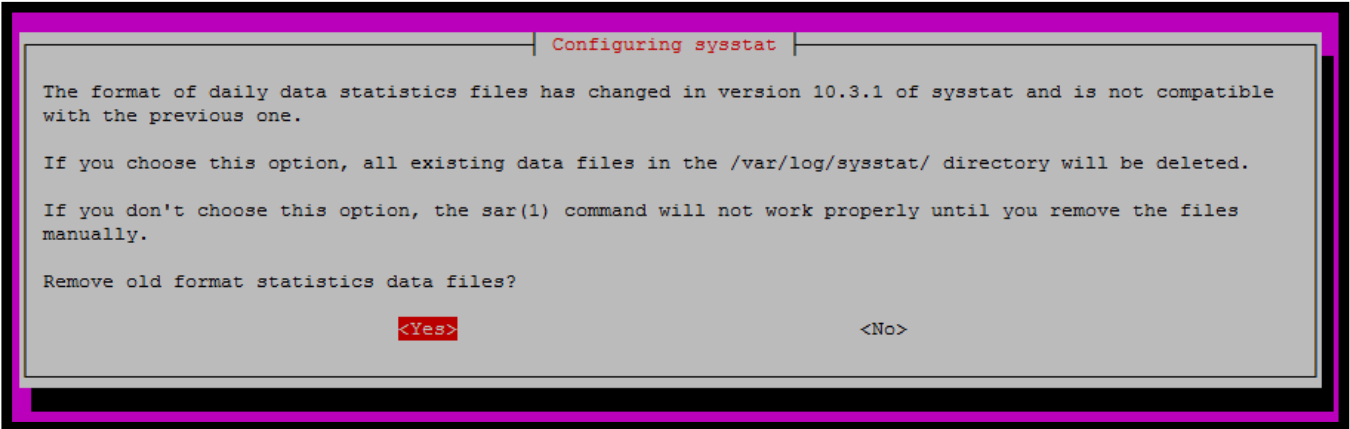 Configuring sysstat
The format of daily data statistics files has changed in version 10.3.1 of sysstat and is not compatible
with the previous one.
If you choose this option, all existing data files in the /var/log/sysstat/ directory will be deleted.
If you don't choose this option, the sar(1) command will not work properly until you remove the files
manually.
Remove old format statistics data files?
<Yes> <No>